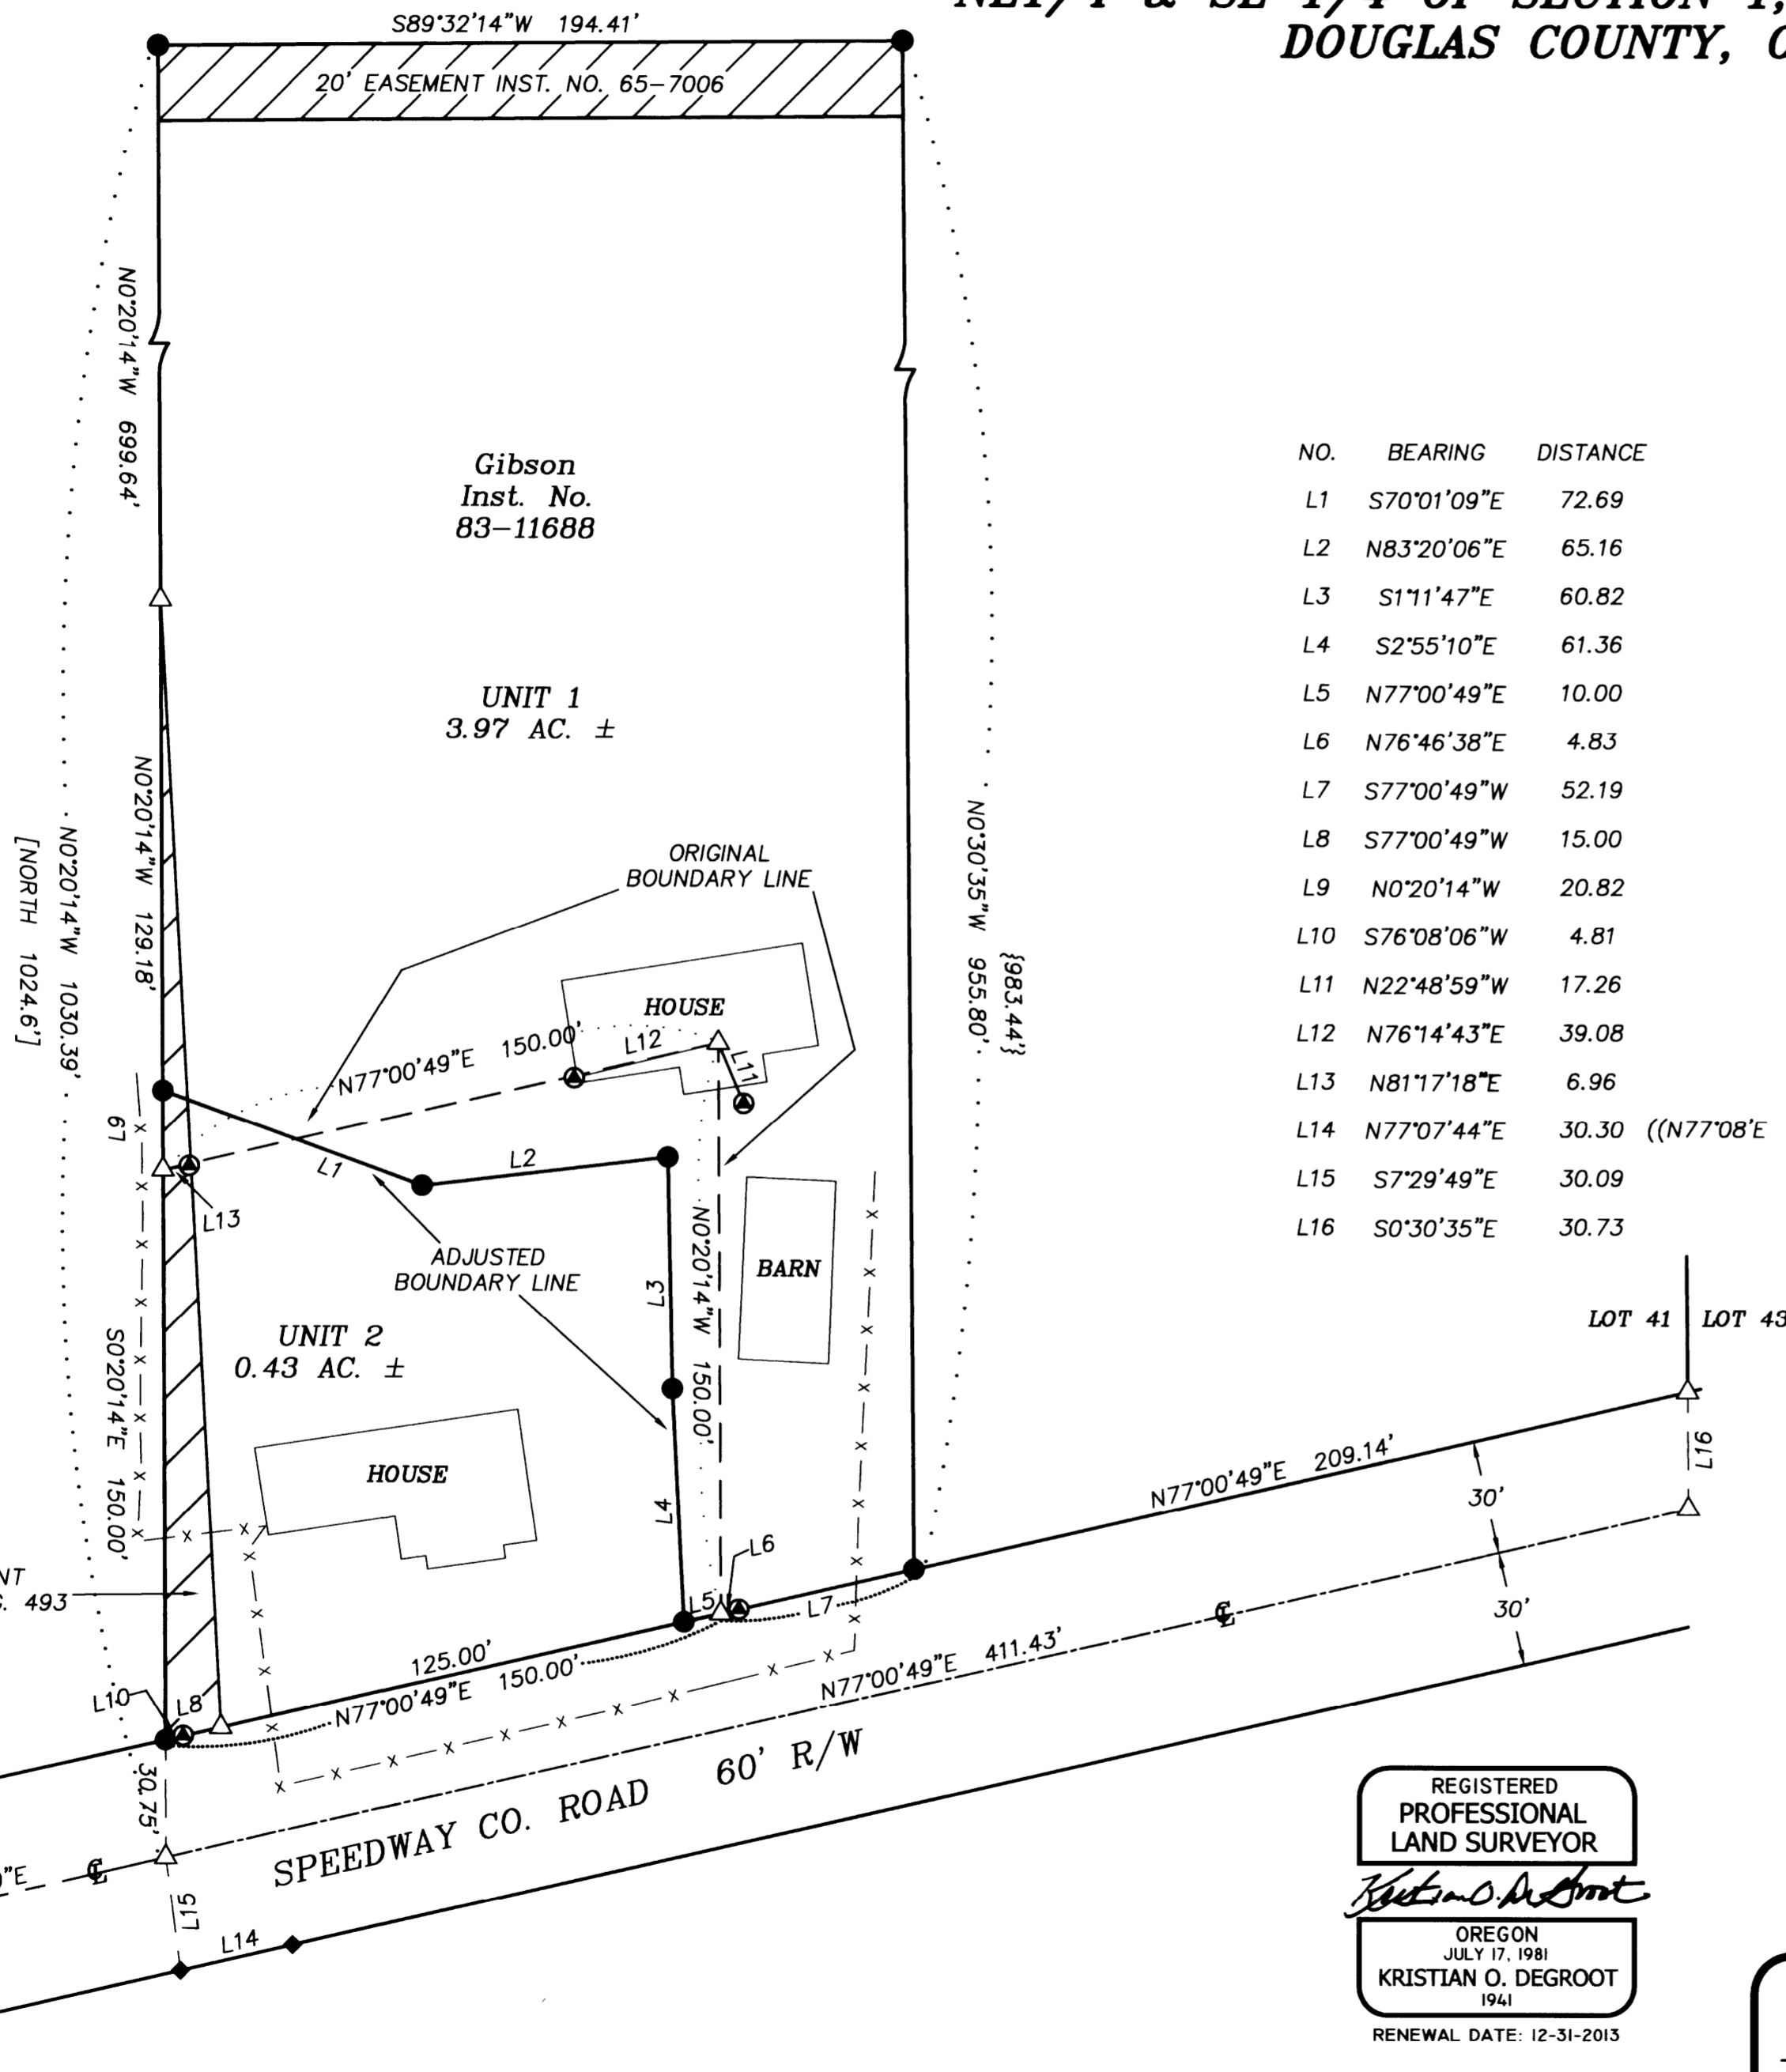 S89°32'14"W 194.41'
DOUGLAS COUNTY,
20' EASEMENT INST. NO. 65-7006
N0°20'14"W 699.64'
Gibson
Inst. No.
83-11688
UNIT 1
3.97 AC. ±
N0°20'14"W 129.18'
N0°20'14"W 1030.39'
[NORTH 1024.6']
ORIGINAL
BOUNDARY LINE
N0°30'35"W 955.80'
{983.44'}
HOUSE
N77°00'49"E 150.00'
L12
L11
L9
L1
L2
L13
ADJUSTED
BOUNDARY LINE
L3
N0°20'14"W 150.00'
BARN
UNIT 2
0.43 AC. ±
S0°20'14"E 150.00'
HOUSE
L4
L6
L5
L7
493
125.00'
N77°00'49"E 150.00'
L10
L8
30.75'
N77°00'49"E 411.43'
N77°00'49"E 209.14'
30'
30'
SPEEDWAY CO. ROAD 60' R/W
L15
L14
NO. BEARING DISTANCE
L1 S70°01'09"E 72.69
L2 N83°20'06"E 65.16
L3 S1°11'47"E 60.82
L4 S2°55'10"E 61.36
L5 N77°00'49"E 10.00
L6 N76°46'38"E 4.83
L7 S77°00'49"W 52.19
L8 S77°00'49"W 15.00
L9 N0°20'14"W 20.82
L10 S76°08'06"W 4.81
L11 N22°48'59"W 17.26
L12 N76°14'43"E 39.08
L13 N81°17'18"E 6.96
L14 N77°07'44"E 30.30 ((N77°08'E
L15 S7°29'49"E 30.09
L16 S0°30'35"E 30.73
LOT 41 LOT 43
L16
REGISTERED
PROFESSIONAL
LAND SURVEYOR
Kristian O. DeGroot
OREGON
JULY 17, 1981
KRISTIAN O. DEGROOT
1941
RENEWAL DATE: 12-31-2013